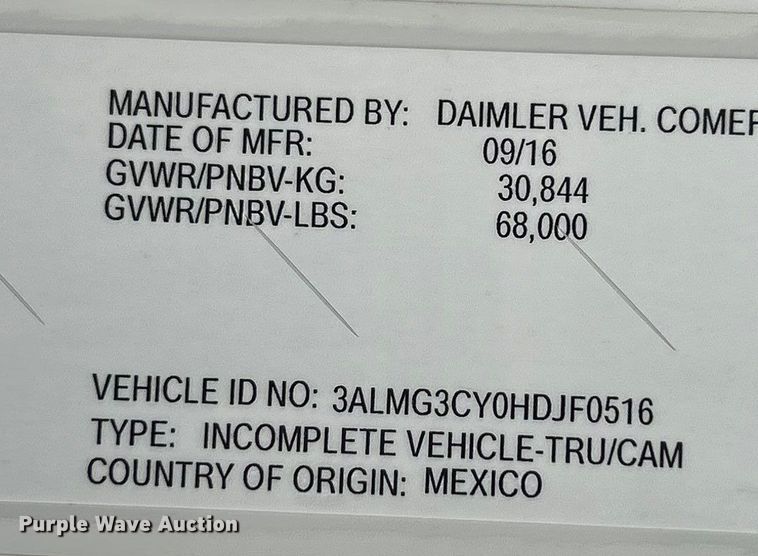 MANUFACTURED BY: DAIMLER VEH. COMER
DATE OF MFR: 09/16
GVWR/PNBV-KG: 30,844
GVWR/PNBV-LBS: 68,000
VEHICLE ID NO: 3ALMG3CY0HDJF0516
TYPE: INCOMPLETE VEHICLE-TRU/CAM
COUNTRY OF ORIGIN: MEXICO
Purple Wave Auction